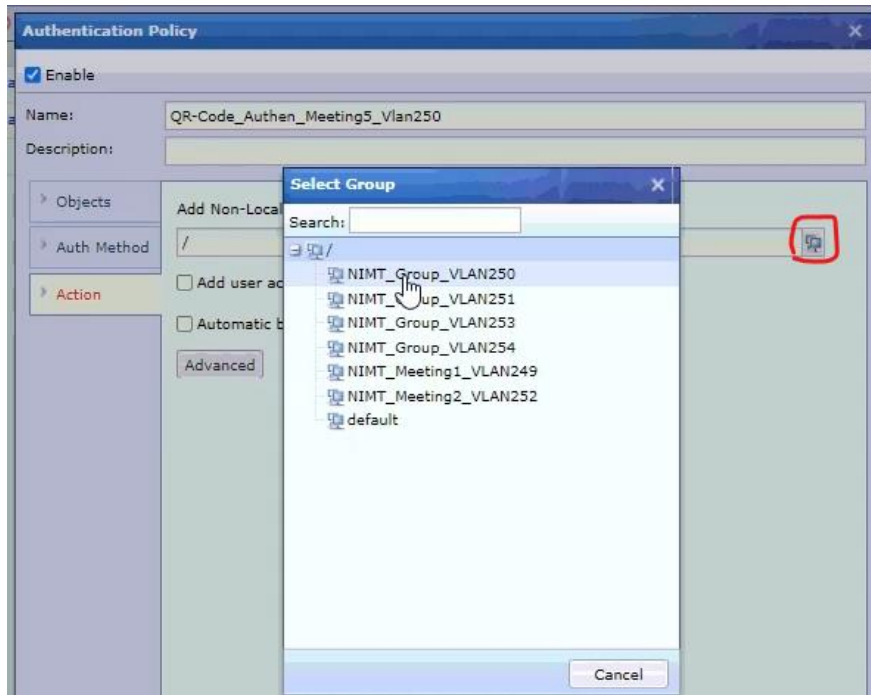 Authentication Policy
Enable
Name: QR-Code_Authen_Meeting5_Vlan250
Description:
Objects
Auth Method
Action
Add Non-Local
/
Add user ac
Automatic b
Advanced
Select Group
Search:
/
NIMT_Group_VLAN250
NIMT_Group_VLAN251
NIMT_Group_VLAN253
NIMT_Group_VLAN254
NIMT_Meeting1_VLAN249
NIMT_Meeting2_VLAN252
default
Cancel